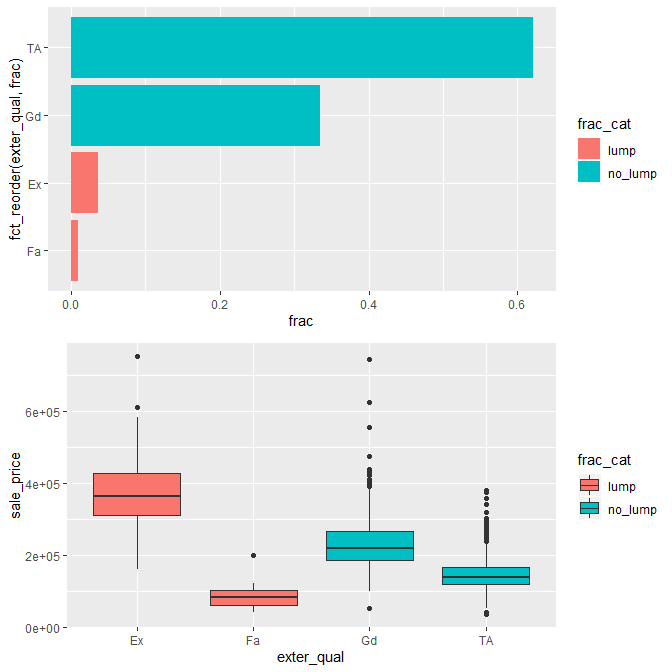 fct_reorder(exter_qual, frac)
TA
Gd
Ex
Fa
0.0 0.2 0.4 0.6
frac
frac_cat
lump
no_lump
sale_price
6e+05
4e+05
2e+05
0e+00
Ex Fa Gd TA
exter_qual
frac_cat
lump
no_lump